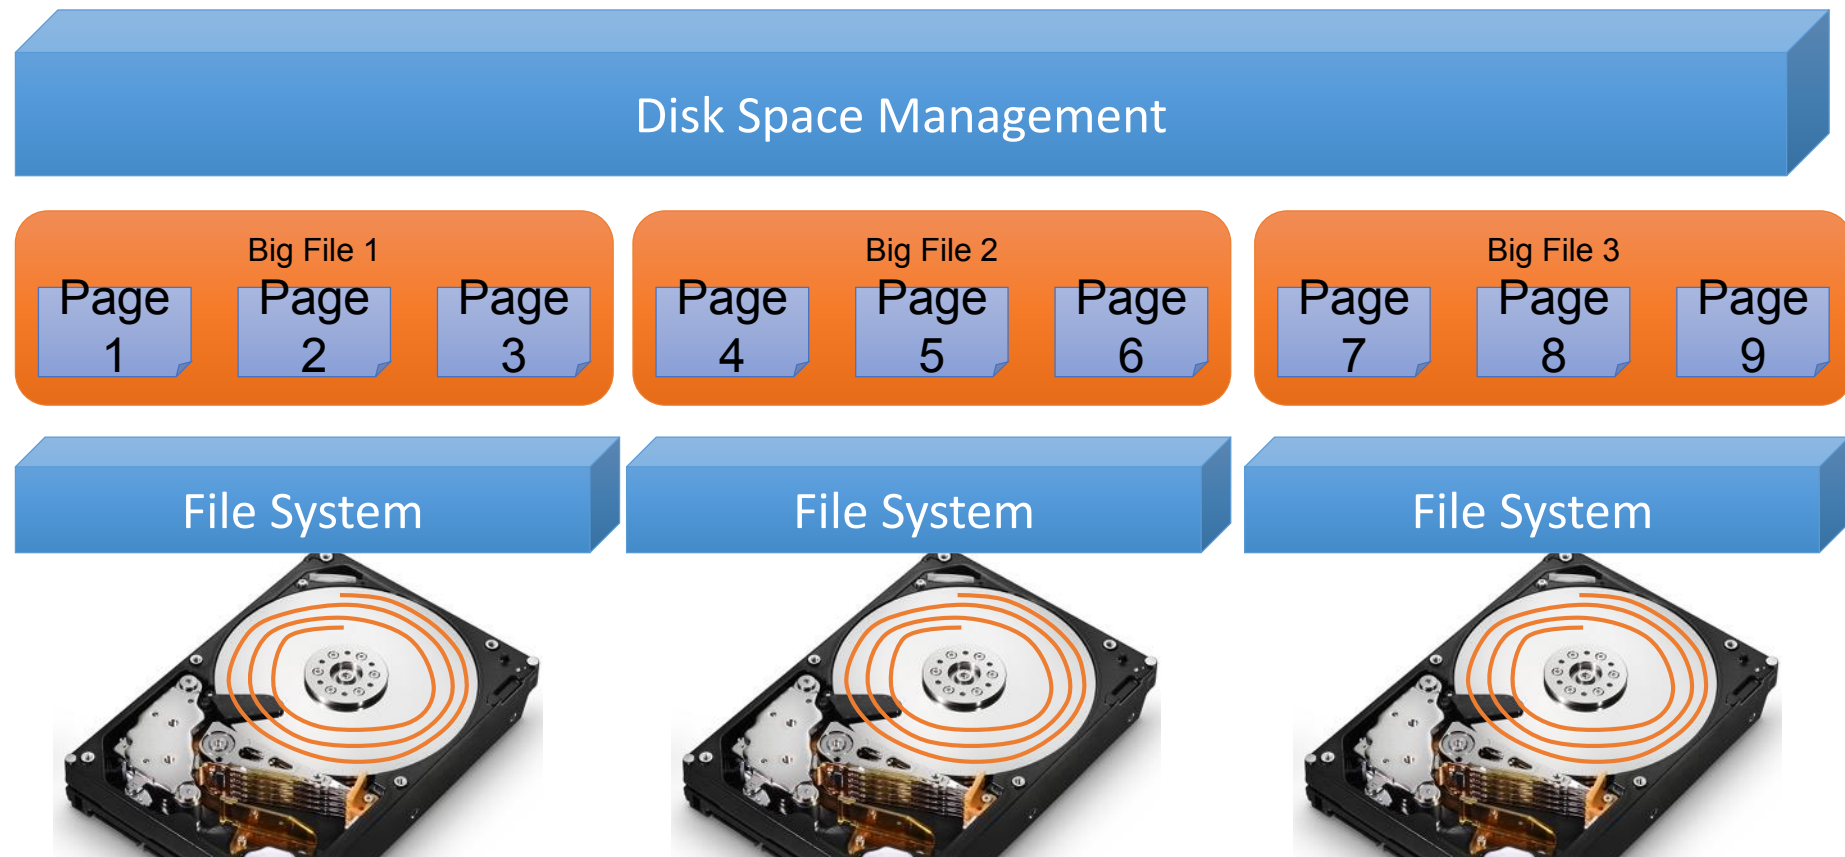 Disk Space Management
Big File 1
Page 1
Page 2
Page 3
Big File 2
Page 4
Page 5
Page 6
Big File 3
Page 7
Page 8
Page 9
File System
File System
File System